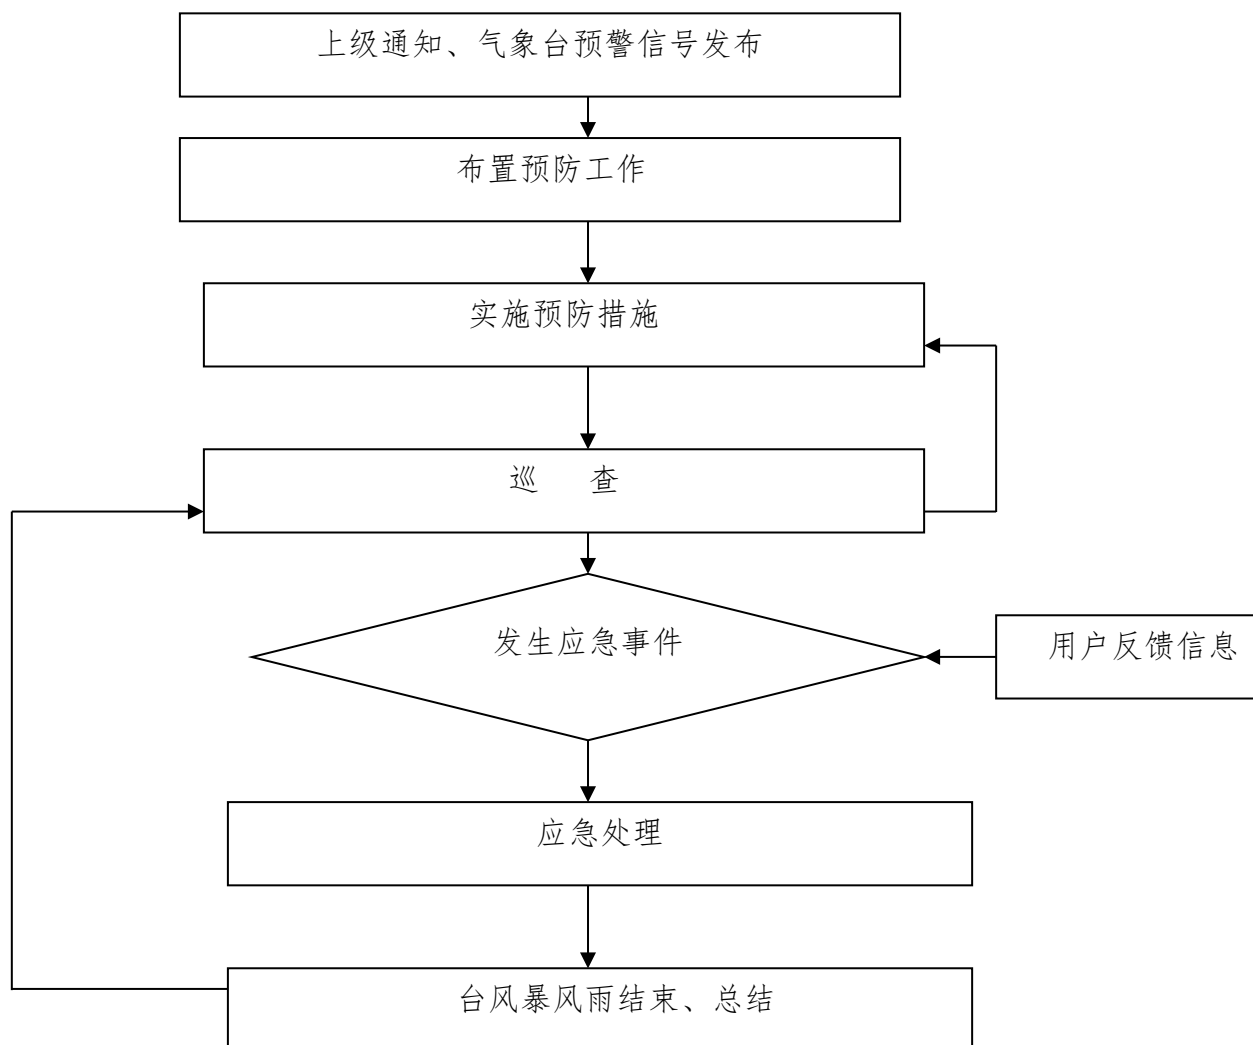 上级通知、气象台预警信号发布
布置预防工作
实施预防措施
巡 查
发生应急事件
用户反馈信息
应急处理
台风暴风雨结束、总结